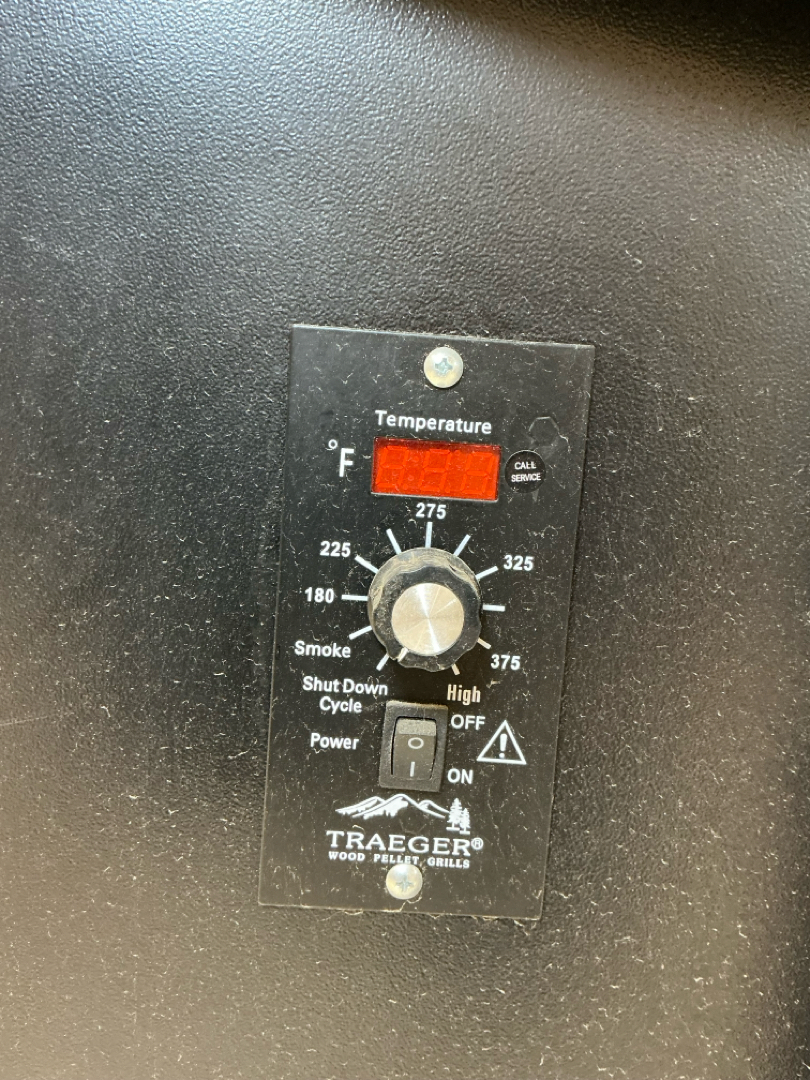 Temperature
°F
CALL
SERVICE
275
225
325
180
Smoke
375
Shut Down
Cycle
High
OFF
Power
O
I
ON
TRAEGER®
WOOD PELLET GRILLS